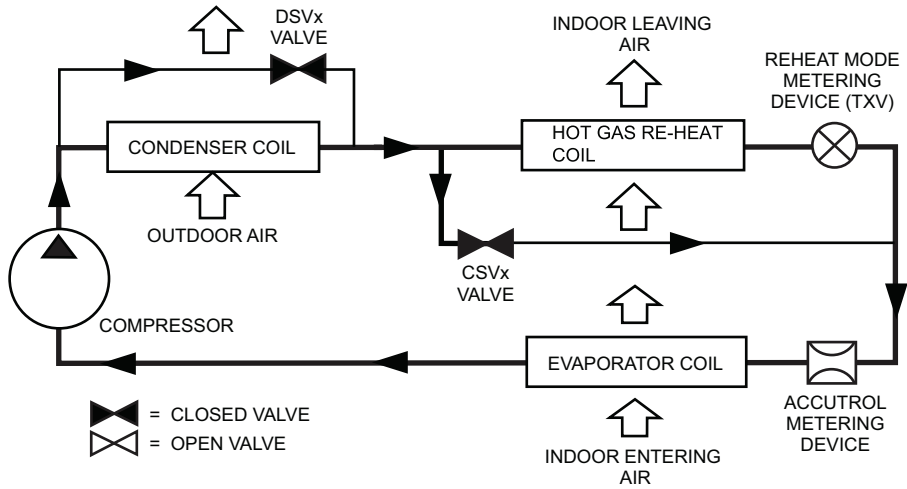 DSVx
VALVE
INDOOR LEAVING
AIR
REHEAT MODE
METERING
DEVICE (TXV)
CONDENSER COIL
HOT GAS RE-HEAT
COIL
OUTDOOR AIR
CSVx
VALVE
COMPRESSOR
EVAPORATOR COIL
ACCUTROL
METERING
DEVICE
= CLOSED VALVE
= OPEN VALVE
INDOOR ENTERING
AIR